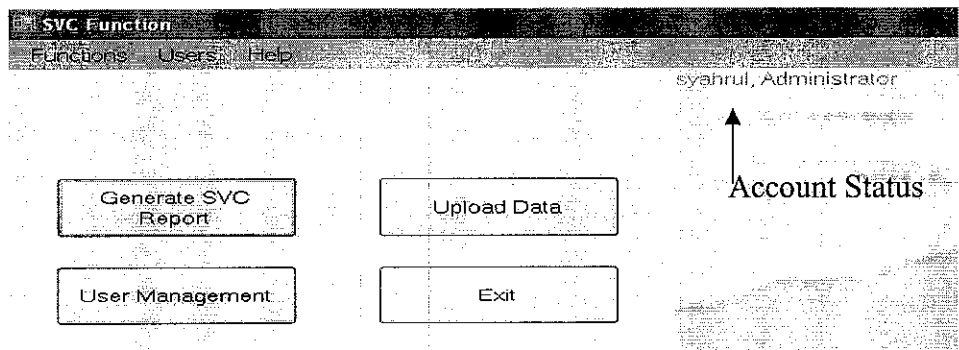 SVC Function
Functions Users Help
syahrul, Administrator
Account Status
Generate SVC
Report
Upload Data
User Management
Exit